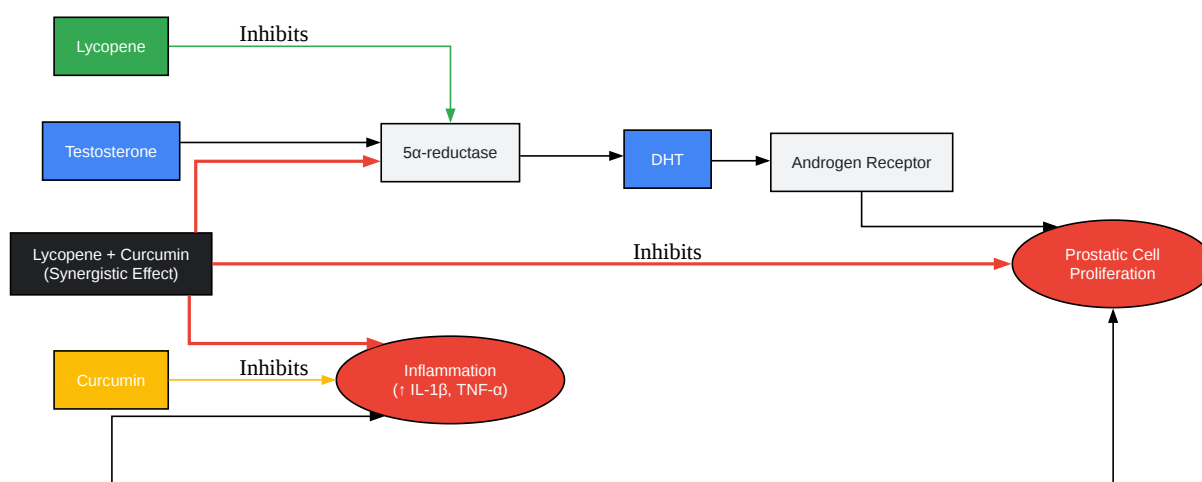 Lycopene
Inhibits
Testosterone
5α-reductase
DHT
Androgen Receptor
Lycopene + Curcumin
(Synergistic Effect)
Inhibits
Prostatic Cell
Proliferation
Curcumin
Inhibits
Inflammation
(↑ IL-1β, TNF-α)